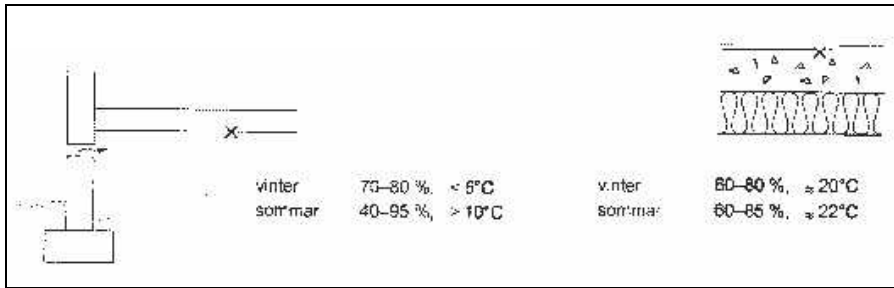 vinter 70–80 %, < 5°C
sommar 40–95 %, > 10°C
vinter 60–80 %, ≈ 20°C
sommar 60–85 %, ≈ 22°C